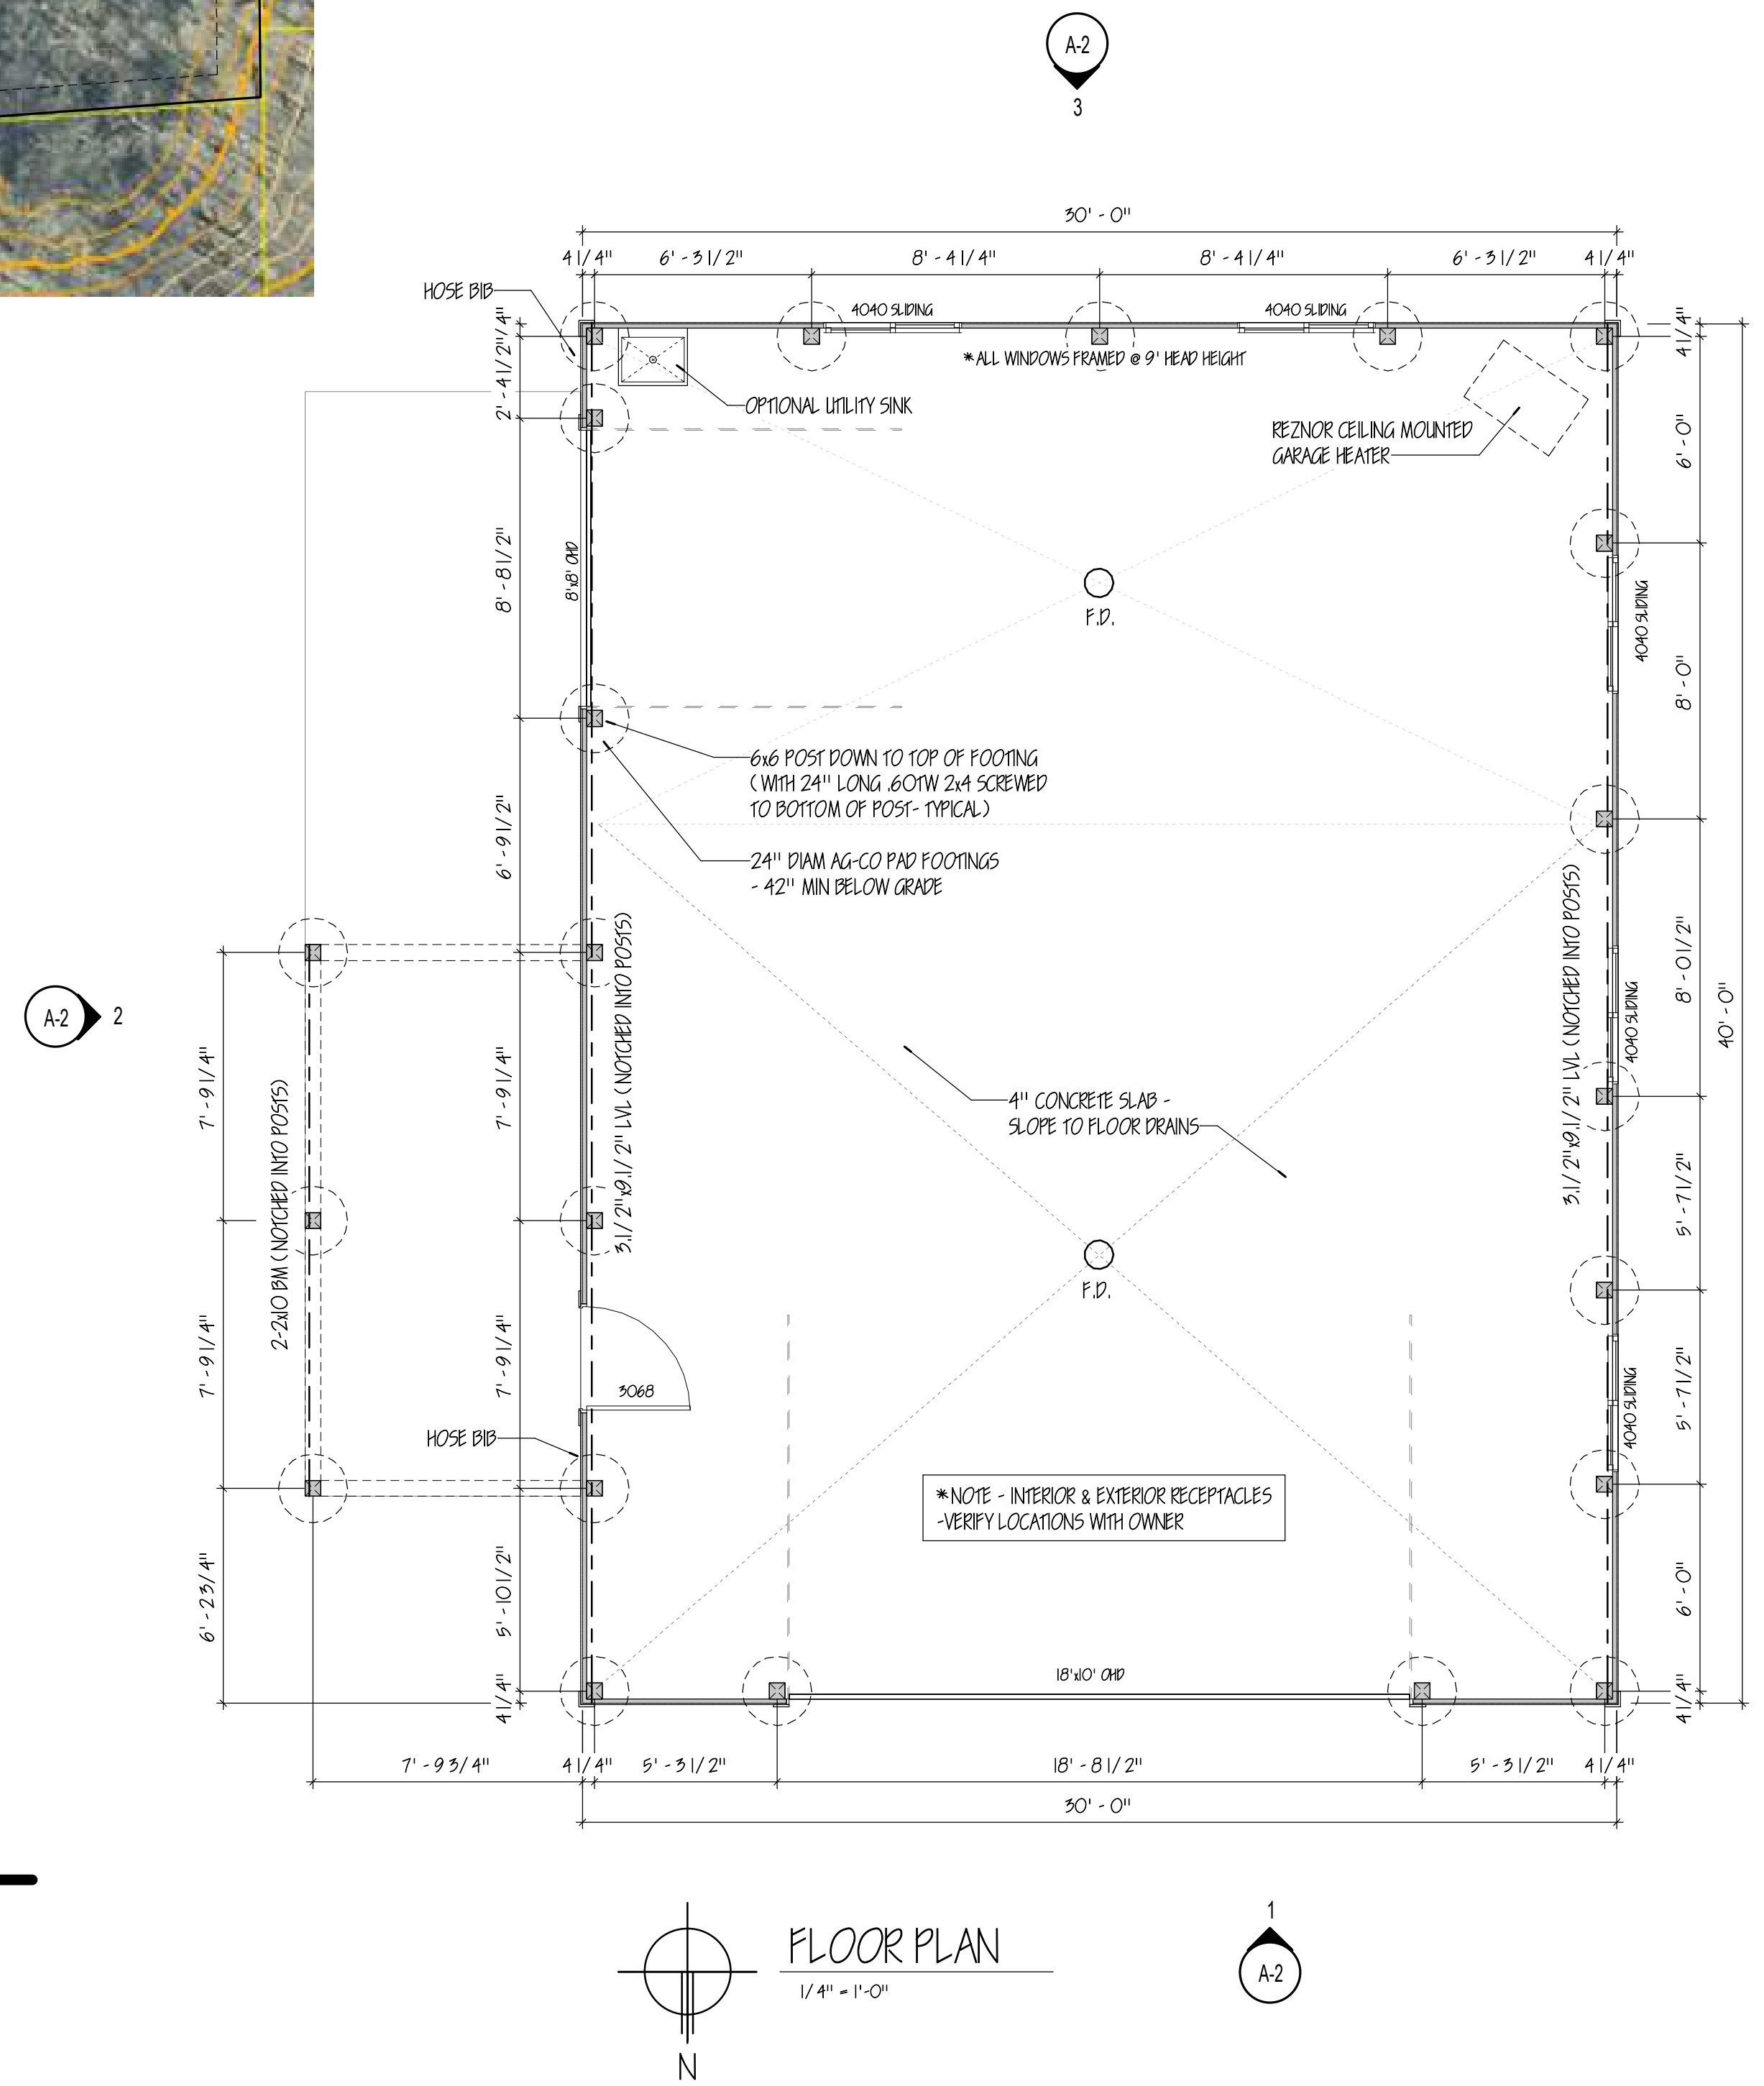 A-2
3
30' - 0"
4 1/4"
6' - 3 1/2"
8' - 4 1/4"
8' - 4 1/4"
6' - 3 1/2"
4 1/4"
HOSE BIB
4040 SLIDING
4040 SLIDING
*ALL WINDOWS FRAMED @ 9' HEAD HEIGHT
4 1/4"
2' - 4 1/2"
OPTIONAL UTILITY SINK
REZNOR CEILING MOUNTED
GARAGE HEATER
4 1/4"
6' - 0"
8' - 8 1/2"
8'x8' OHD
F.D.
4040 SLIDING
8' - 0"
6x6 POST DOWN TO TOP OF FOOTING
(WITH 24" LONG .60TW 2x4 SCREWED
TO BOTTOM OF POST- TYPICAL)
24" DIAM AG-CO PAD FOOTINGS
- 42" MIN BELOW GRADE
6' - 9 1/2"
3.1/2"x9.1/2" LVL (NOTCHED INTO POSTS)
3.1/2"x9.1/2" LVL (NOTCHED INTO POSTS)
8' - 0 1/2"
40' - 0"
4040 SLIDING
A-2
2
7' - 9 1/4"
7' - 9 1/4"
2-2x10 BM (NOTCHED INTO POSTS)
4" CONCRETE SLAB -
SLOPE TO FLOOR DRAINS
5' - 7 1/2"
F.D.
7' - 9 1/4"
7' - 9 1/4"
3068
5' - 7 1/2"
4040 SLIDING
HOSE BIB
*NOTE - INTERIOR & EXTERIOR RECEPTACLES
-VERIFY LOCATIONS WITH OWNER
6' - 2 3/4"
5' - 10 1/2"
6' - 0"
4 1/4"
18'x10' OHD
4 1/4"
7' - 9 3/4"
4 1/4"
5' - 3 1/2"
18' - 8 1/2"
5' - 3 1/2"
4 1/4"
30' - 0"
FLOOR PLAN
1/4" = 1'-0"
N
1
A-2